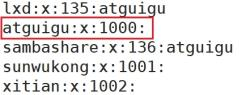 lxd:x:135:atguigu
atguigu:x:1000:
sambashare:x:136:atguigu
sunwukong:x:1001:
xitian:x:1002: